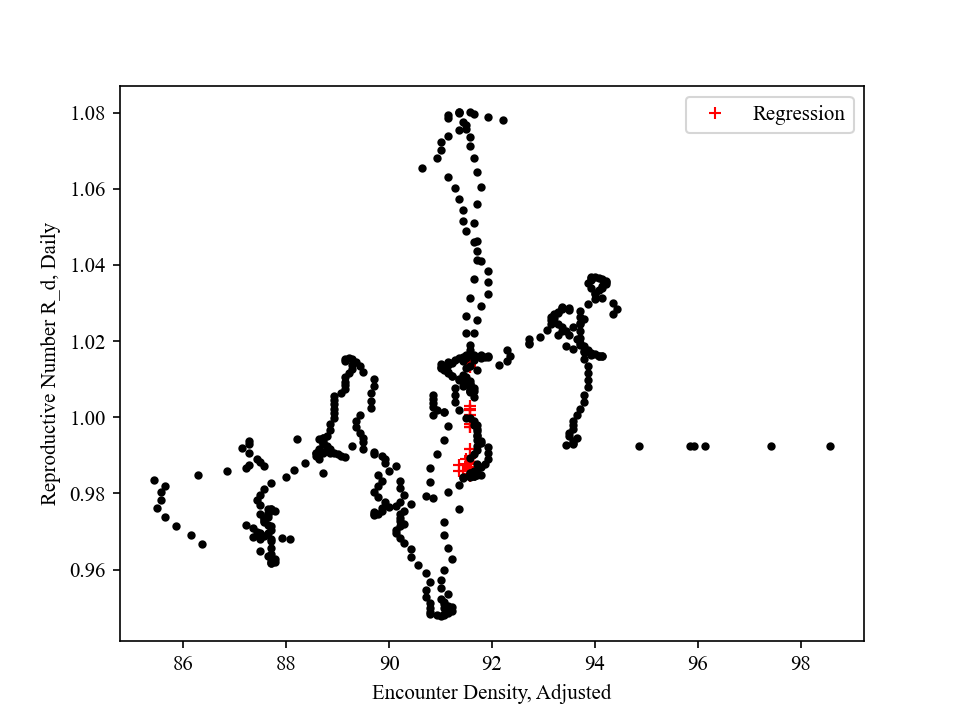 Regression
1.08
1.06
1.04
1.02
1.00
0.98
0.96
Reproductive Number R_d, Daily
86 88 90 92 94 96 98
Encounter Density, Adjusted